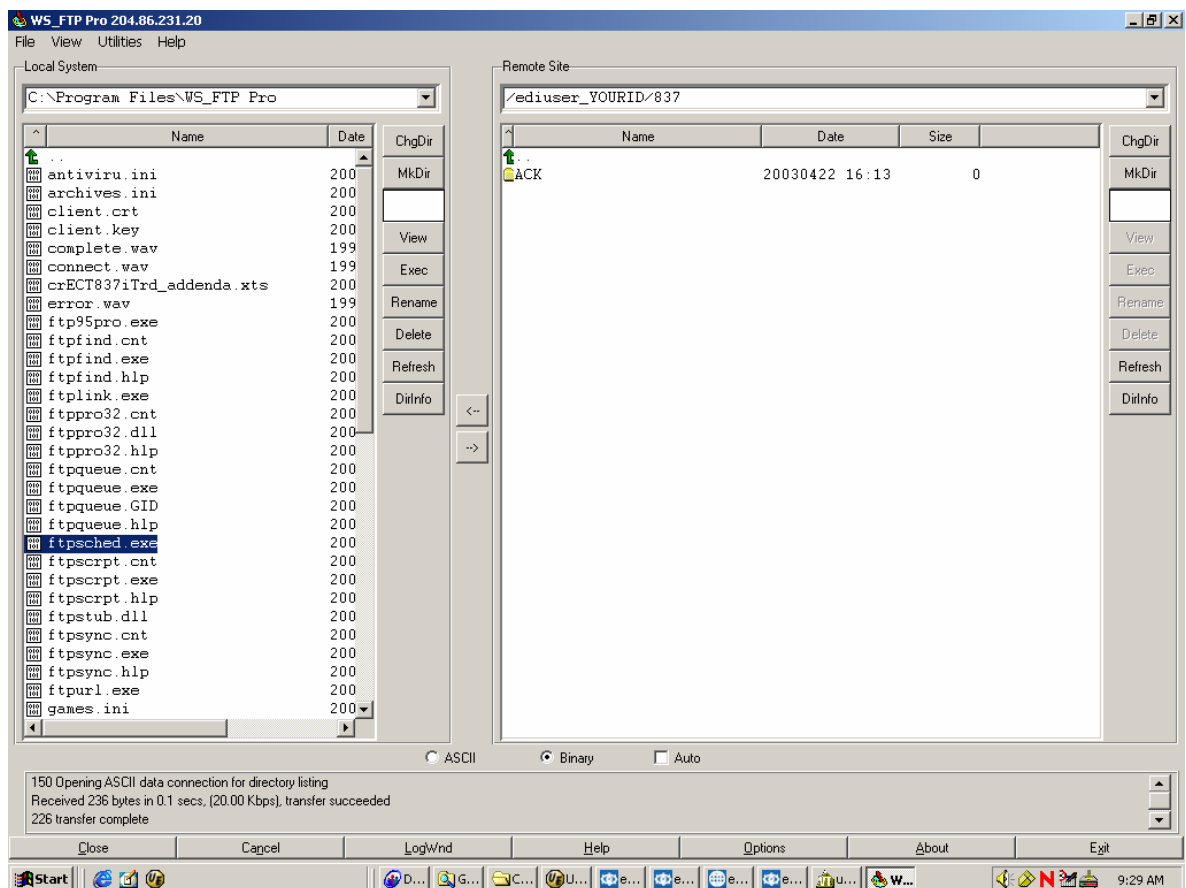 WS_FTP Pro 204.86.231.20
File View Utilities Help
Local System
C:\Program Files\WS_FTP Pro
^ Name Date
..
antiviru.ini 200
archives.ini 200
client.crt 200
client.key 200
complete.wav 199
connect.wav 199
crECT837iTrd_addenda.xts 200
error.wav 199
ftp95pro.exe 200
ftpfind.cnt 200
ftpfind.exe 200
ftpfind.hlp 200
ftplink.exe 200
ftppro32.cnt 200
ftppro32.dll 200
ftppro32.hlp 200
ftpqueue.cnt 200
ftpqueue.exe 200
ftpqueue.GID 200
ftpqueue.hlp 200
ftpsched.exe 200
ftpscrpt.cnt 200
ftpscrpt.exe 200
ftpscrpt.hlp 200
ftpstub.dll 200
ftpsync.cnt 200
ftpsync.exe 200
ftpsync.hlp 200
ftpurl.exe 200
games.ini 200
ChgDir
MkDir
View
Exec
Rename
Delete
Refresh
DirInfo
<--
-->
Remote Site
/ediuser_YOURID/837
^ Name Date Size
..
ACK 20030422 16:13 0
ChgDir
MkDir
View
Exec
Rename
Delete
Refresh
DirInfo
ASCII Binary Auto
150 Opening ASCII data connection for directory listing
Received 236 bytes in 0.1 secs, (20.00 Kbps), transfer succeeded
226 transfer complete
Close Cancel LogWnd Help Options About Exit
Start D... G... C... U... e... e... e... e... u... W... N 9:29 AM